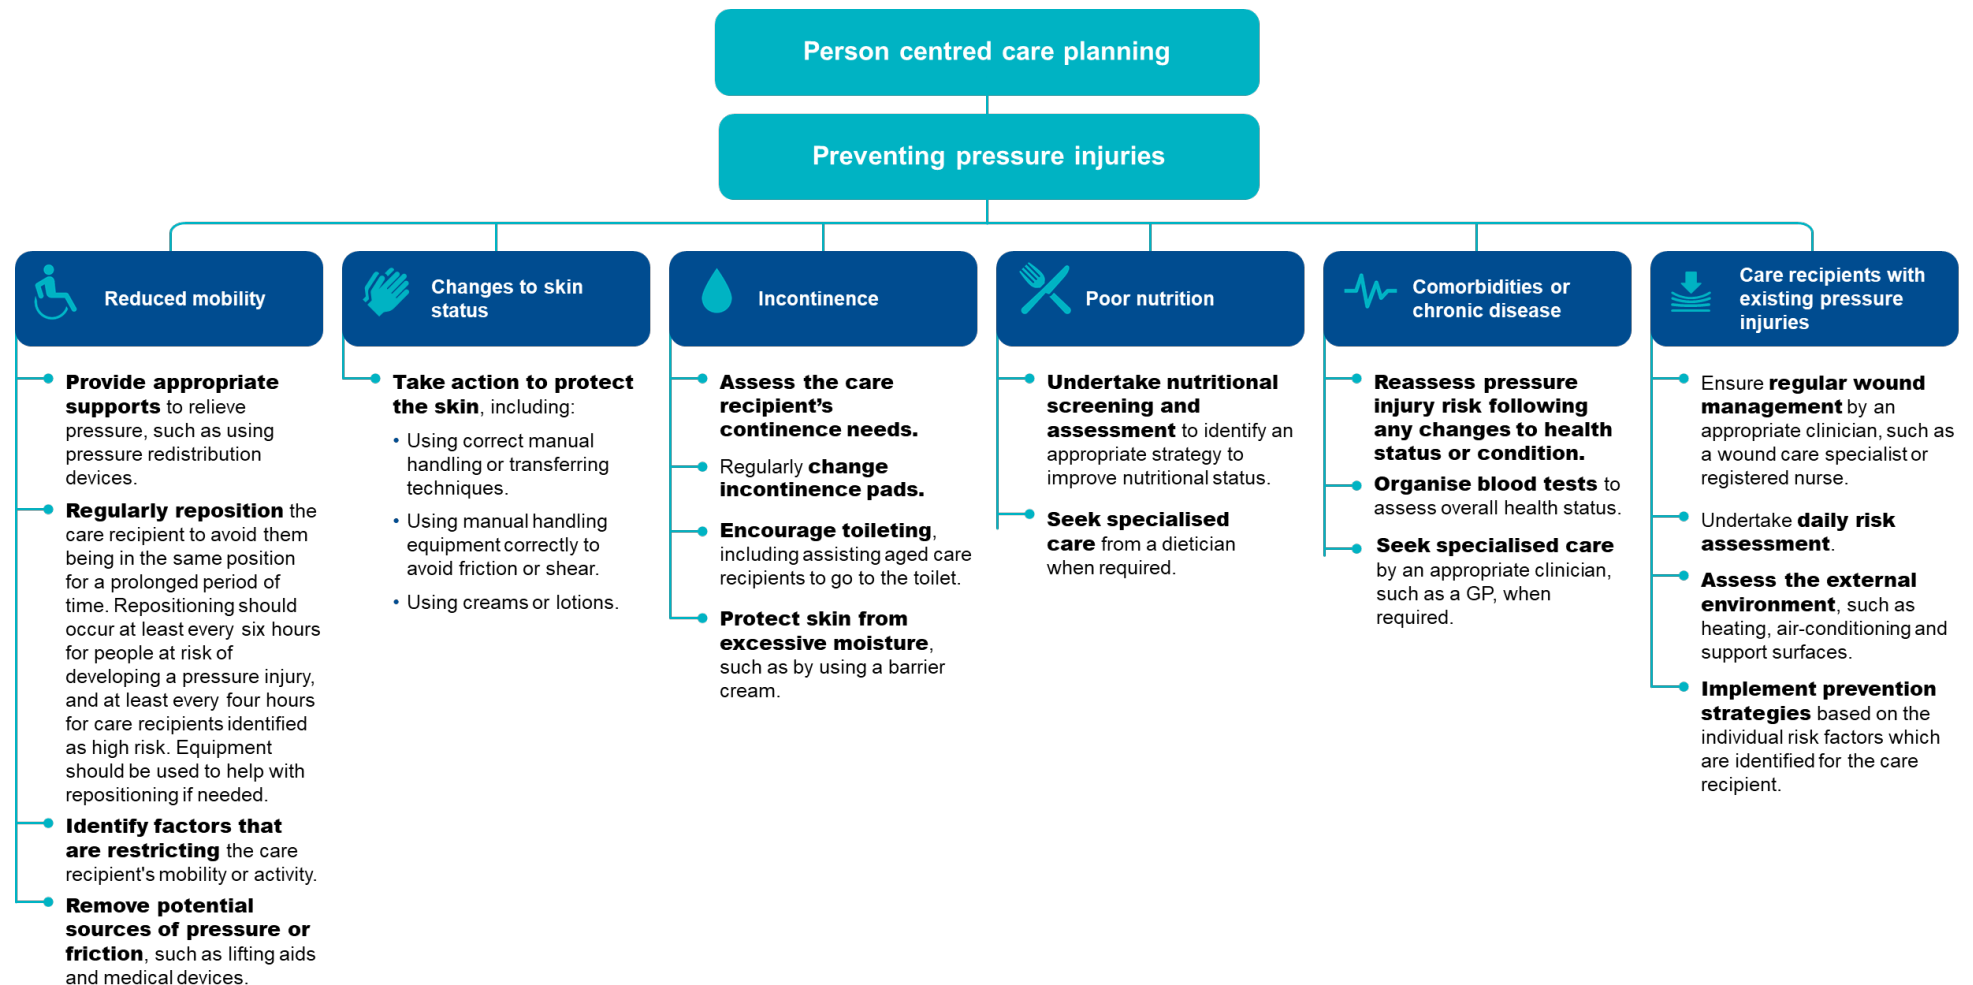 Person centred care planning
Preventing pressure injuries
Reduced mobility
Provide appropriate
supports to relieve
pressure, such as using
pressure redistribution
devices.
Regularly reposition the
care recipient to avoid them
being in the same position
for a prolonged period of
time. Repositioning should
occur at least every six hours
for people at risk of
developing a pressure injury,
and at least every four hours
for care recipients identified
as high risk. Equipment
should be used to help with
repositioning if needed.
Identify factors that
are restricting the care
recipient's mobility or activity.
Remove potential
sources of pressure or
friction, such as lifting aids
and medical devices.
Changes to skin
status
Take action to protect
the skin, including:
• Using correct manual
handling or transferring
techniques.
• Using manual handling
equipment correctly to
avoid friction or shear.
• Using creams or lotions.
Incontinence
Assess the care
recipient’s
continence needs.
Regularly change
incontinence pads.
Encourage toileting,
including assisting aged care
recipients to go to the toilet.
Protect skin from
excessive moisture,
such as by using a barrier
cream.
Poor nutrition
Undertake nutritional
screening and
assessment to identify an
appropriate strategy to
improve nutritional status.
Seek specialised
care from a dietician
when required.
Comorbidities or
chronic disease
Reassess pressure
injury risk following
any changes to health
status or condition.
Organise blood tests to
assess overall health status.
Seek specialised care
by an appropriate clinician,
such as a GP, when
required.
Care recipients with
existing pressure
injuries
Ensure regular wound
management by an
appropriate clinician, such as
a wound care specialist or
registered nurse.
Undertake daily risk
assessment.
Assess the external
environment, such as
heating, air-conditioning and
support surfaces.
Implement prevention
strategies based on the
individual risk factors which
are identified for the care
recipient.